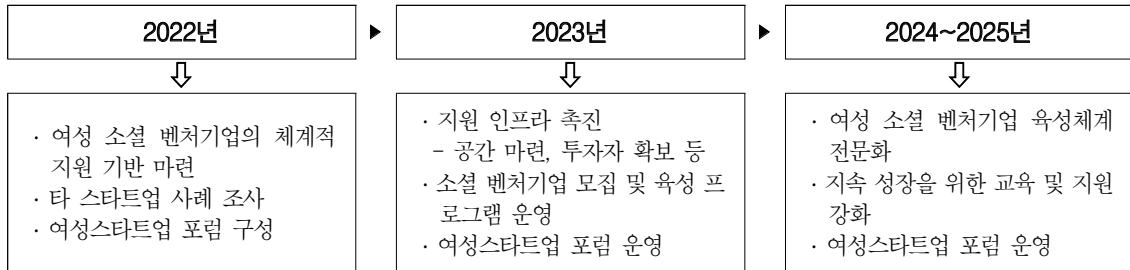 2022년
▶
2023년
▶
2024~2025년
· 여성 소셜 벤처기업의 체계적
지원 기반 마련
· 타 스타트업 사례 조사
· 여성스타트업 포럼 구성
· 지원 인프라 촉진
- 공간 마련, 투자자 확보 등
· 소셜 벤처기업 모집 및 육성 프
로그램 운영
· 여성스타트업 포럼 운영
· 여성 소셜 벤처기업 육성체계
전문화
· 지속 성장을 위한 교육 및 지원
강화
· 여성스타트업 포럼 운영